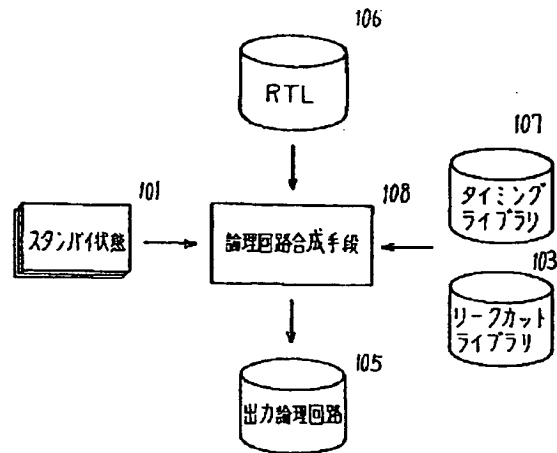 106
RTL
107
タイミング
ライブラリ
101
スタンバイ状態
108
論理回路合成手段
103
リークカット
ライブラリ
105
出力論理回路